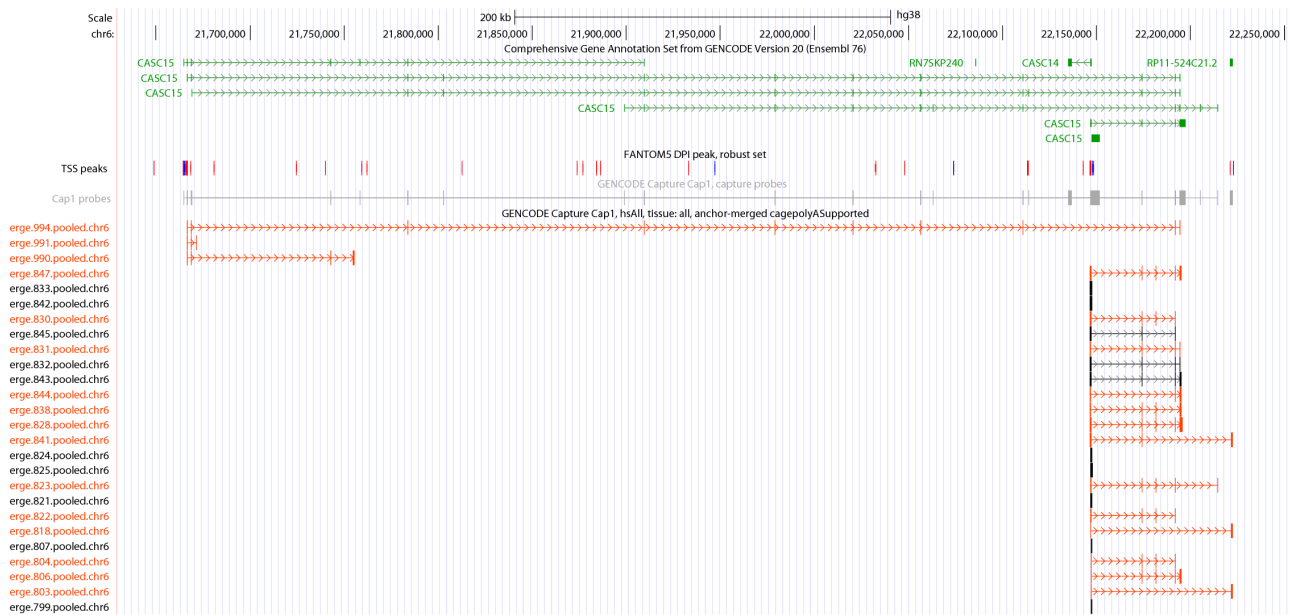 Scale 200 kb hg38
chr6: 21,700,000 21,750,000 21,800,000 21,850,000 21,900,000 21,950,000 22,000,000 22,050,000 22,100,000 22,150,000 22,200,000 22,250,000
Comprehensive Gene Annotation Set from GENCODE Version 20 (Ensembl 76)
CASC15 RN7SKP240 CASC14 RP11-524C21.2
CASC15
CASC15
CASC15
CASC15
CASC15
FANTOM5 DPI peak, robust set
TSS peaks
GENCODE Capture Cap1, capture probes
Cap1 probes
GENCODE Capture Cap1, hsAll, tissue: all, anchor-merged cagepolyASupported
erge.994.pooled.chr6
erge.991.pooled.chr6
erge.990.pooled.chr6
erge.847.pooled.chr6
erge.833.pooled.chr6
erge.842.pooled.chr6
erge.830.pooled.chr6
erge.845.pooled.chr6
erge.831.pooled.chr6
erge.832.pooled.chr6
erge.843.pooled.chr6
erge.844.pooled.chr6
erge.838.pooled.chr6
erge.828.pooled.chr6
erge.841.pooled.chr6
erge.824.pooled.chr6
erge.825.pooled.chr6
erge.823.pooled.chr6
erge.821.pooled.chr6
erge.822.pooled.chr6
erge.818.pooled.chr6
erge.807.pooled.chr6
erge.804.pooled.chr6
erge.806.pooled.chr6
erge.803.pooled.chr6
erge.799.pooled.chr6